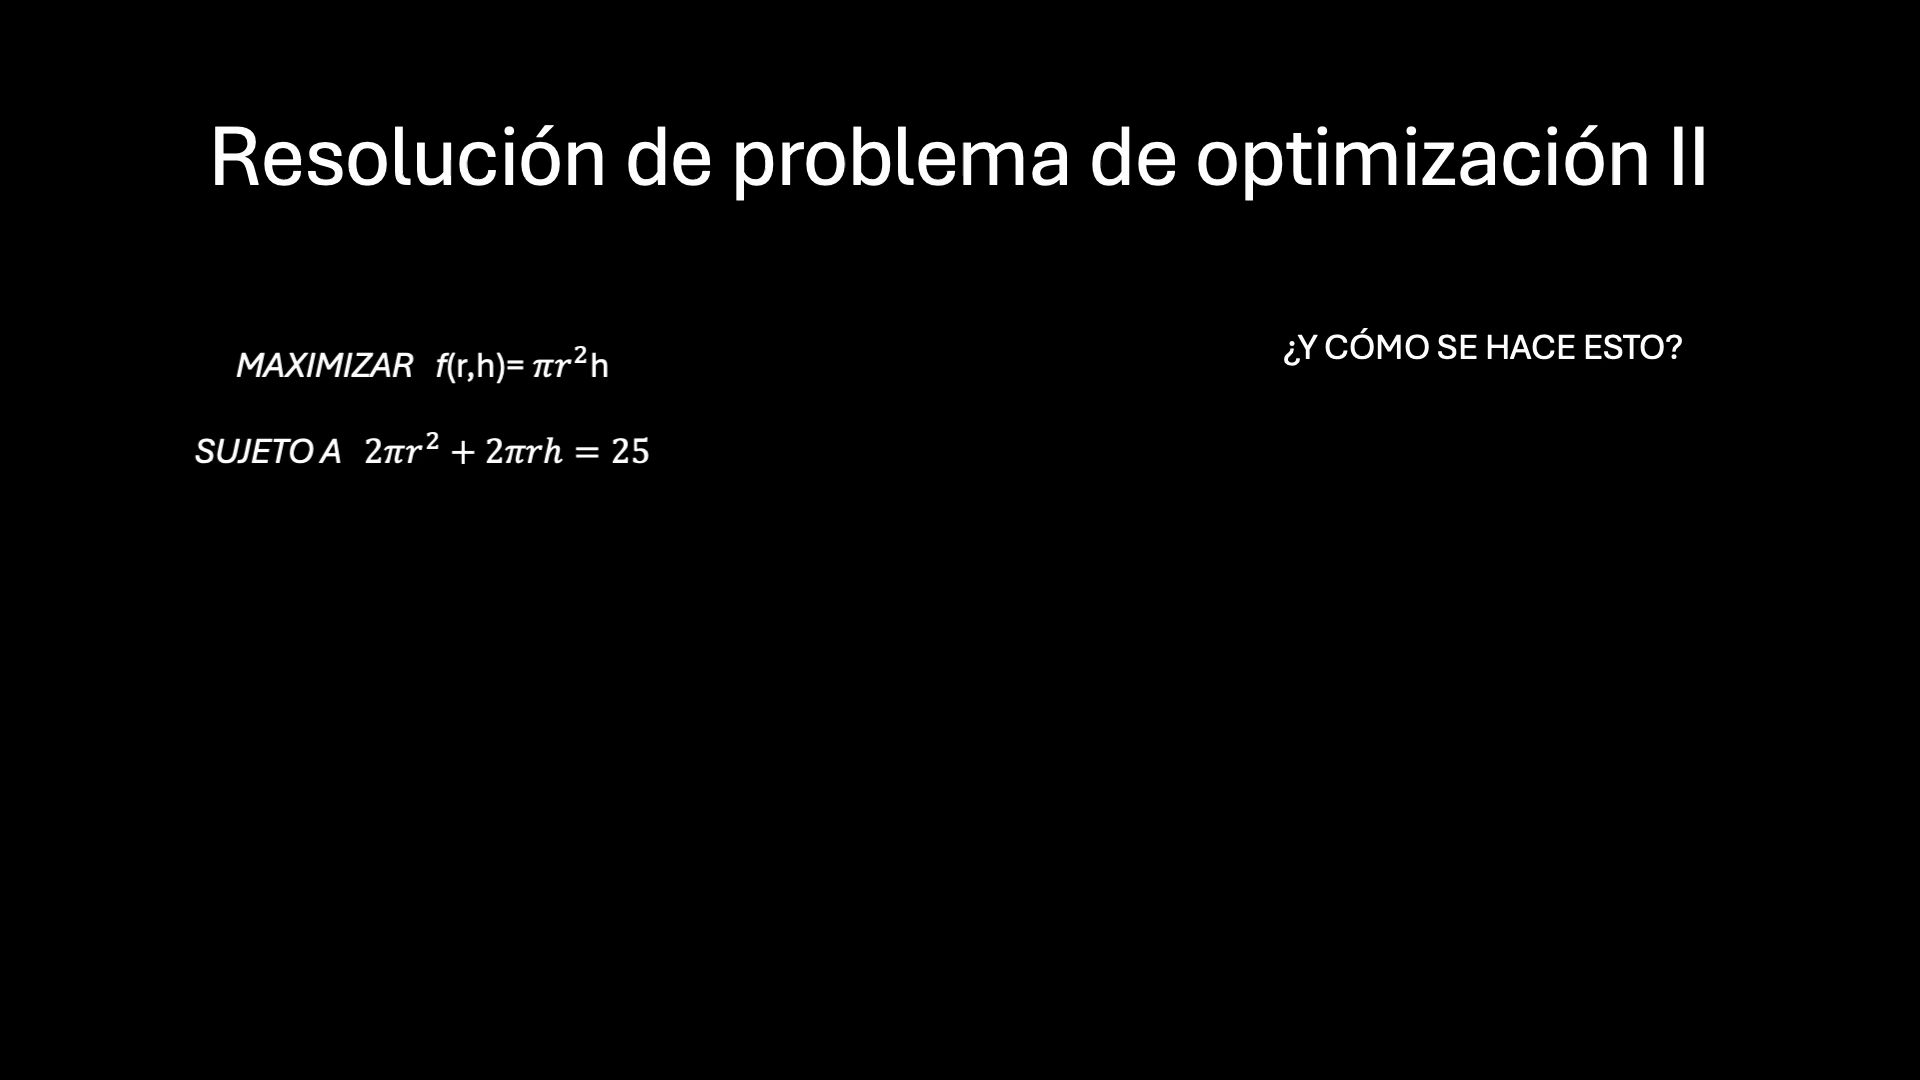 Resolución de problema de optimización II
¿Y CÓMO SE HACE ESTO?
MAXIMIZAR f(r,h)= 𝜋𝑟²h
SUJETO A 2𝜋𝑟² + 2𝜋𝑟ℎ = 25